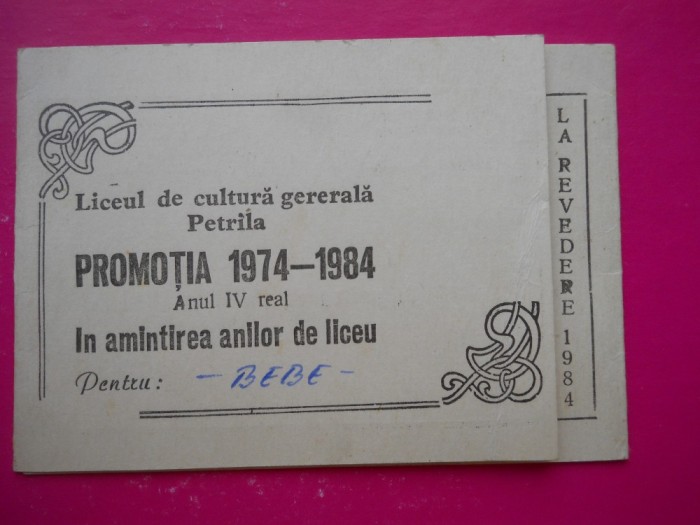 Liceul de cultură gererală
Petrila
PROMOȚIA 1974—1984
Anul IV real
In amintirea anilor de liceu
Pentru: - BEBE -
LA REVEDERE 1984